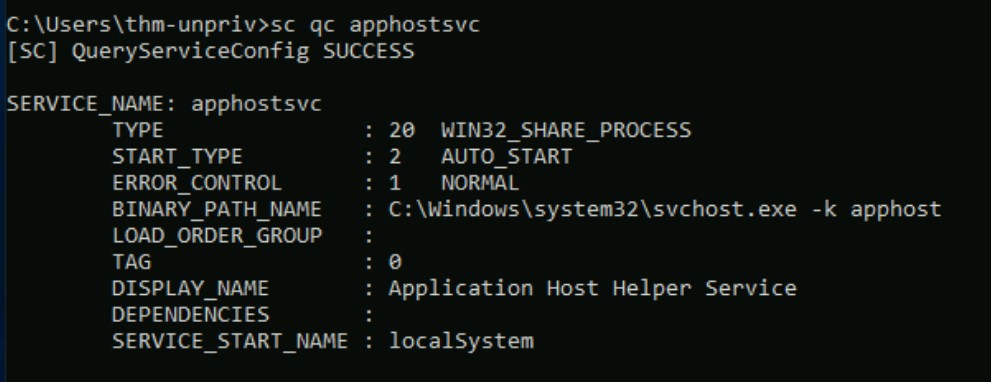 C:\Users\thm-unpriv>sc qc apphostsvc
[SC] QueryServiceConfig SUCCESS

SERVICE_NAME: apphostsvc
        TYPE               : 20  WIN32_SHARE_PROCESS
        START_TYPE         : 2   AUTO_START
        ERROR_CONTROL      : 1   NORMAL
        BINARY_PATH_NAME   : C:\Windows\system32\svchost.exe -k apphost
        LOAD_ORDER_GROUP   :
        TAG                : 0
        DISPLAY_NAME       : Application Host Helper Service
        DEPENDENCIES       :
        SERVICE_START_NAME : localSystem